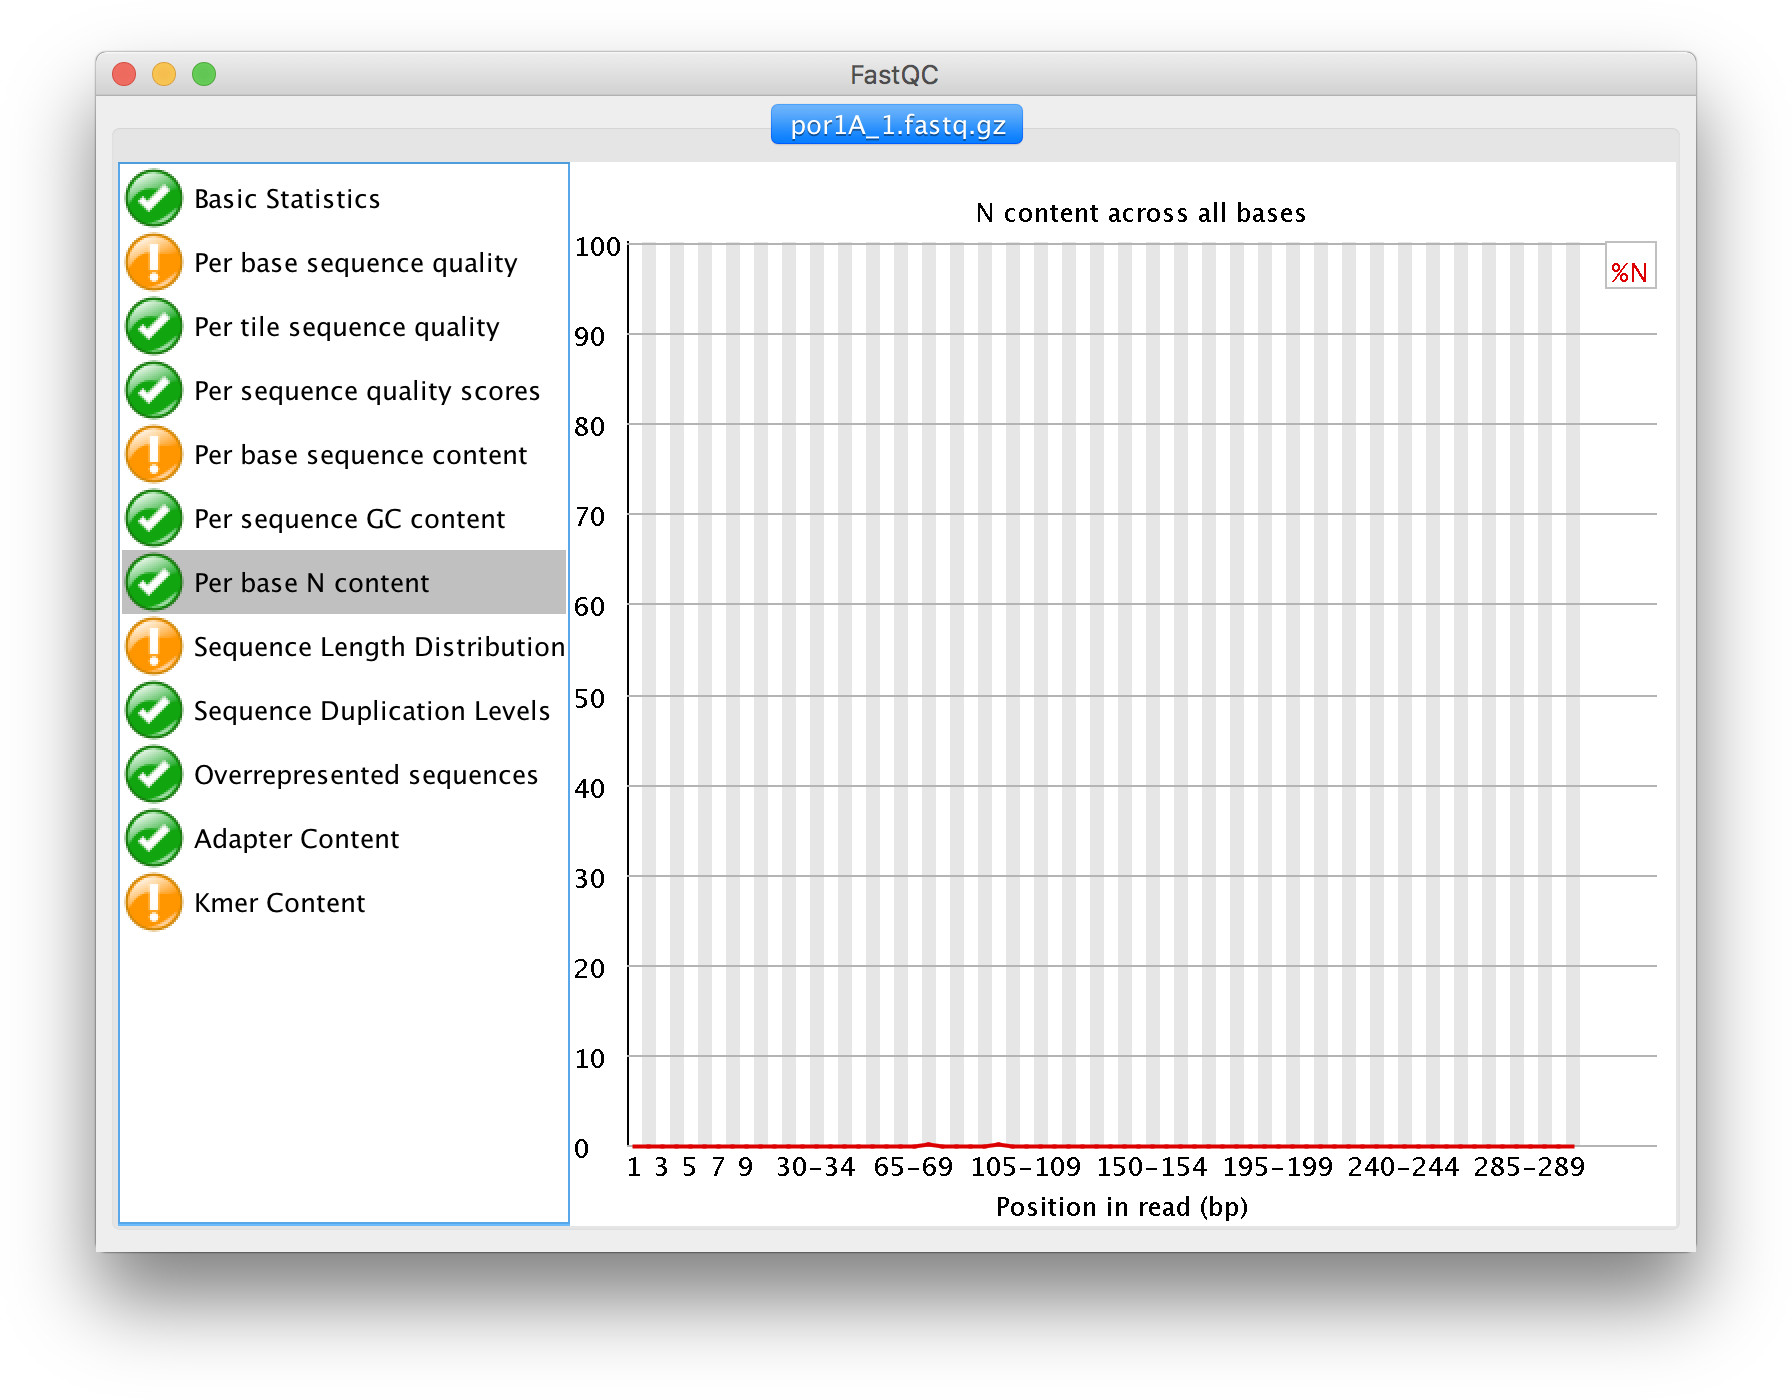 FastQC
por1A_1.fastq.gz
Basic Statistics
Per base sequence quality
Per tile sequence quality
Per sequence quality scores
Per base sequence content
Per sequence GC content
Per base N content
Sequence Length Distribution
Sequence Duplication Levels
Overrepresented sequences
Adapter Content
Kmer Content
N content across all bases
%N
100
90
80
70
60
50
40
30
20
10
0
1 3 5 7 9 30-34 65-69 105-109 150-154 195-199 240-244 285-289
Position in read (bp)